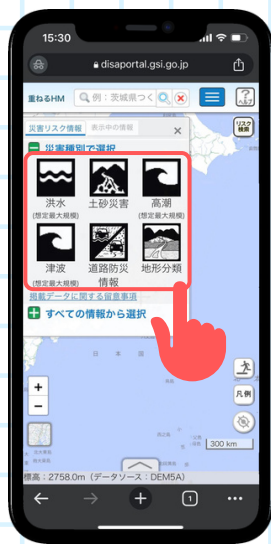 15:30
disaportal.gsi.go.jp
重ねるHM
例：茨城県つく
ヘルプ
災害リスク情報 表示中の情報 ×
リスク検索
災害種別で選択
洪水 土砂災害 高潮
(想定最大規模) (想定最大規模)
津波 道路防災情報 地形分類
(想定最大規模)
掲載データに関する留意事項
すべての情報から選択
日本国
凡例
300 km
標高：2758.0m（データソース：DEM5A）
1